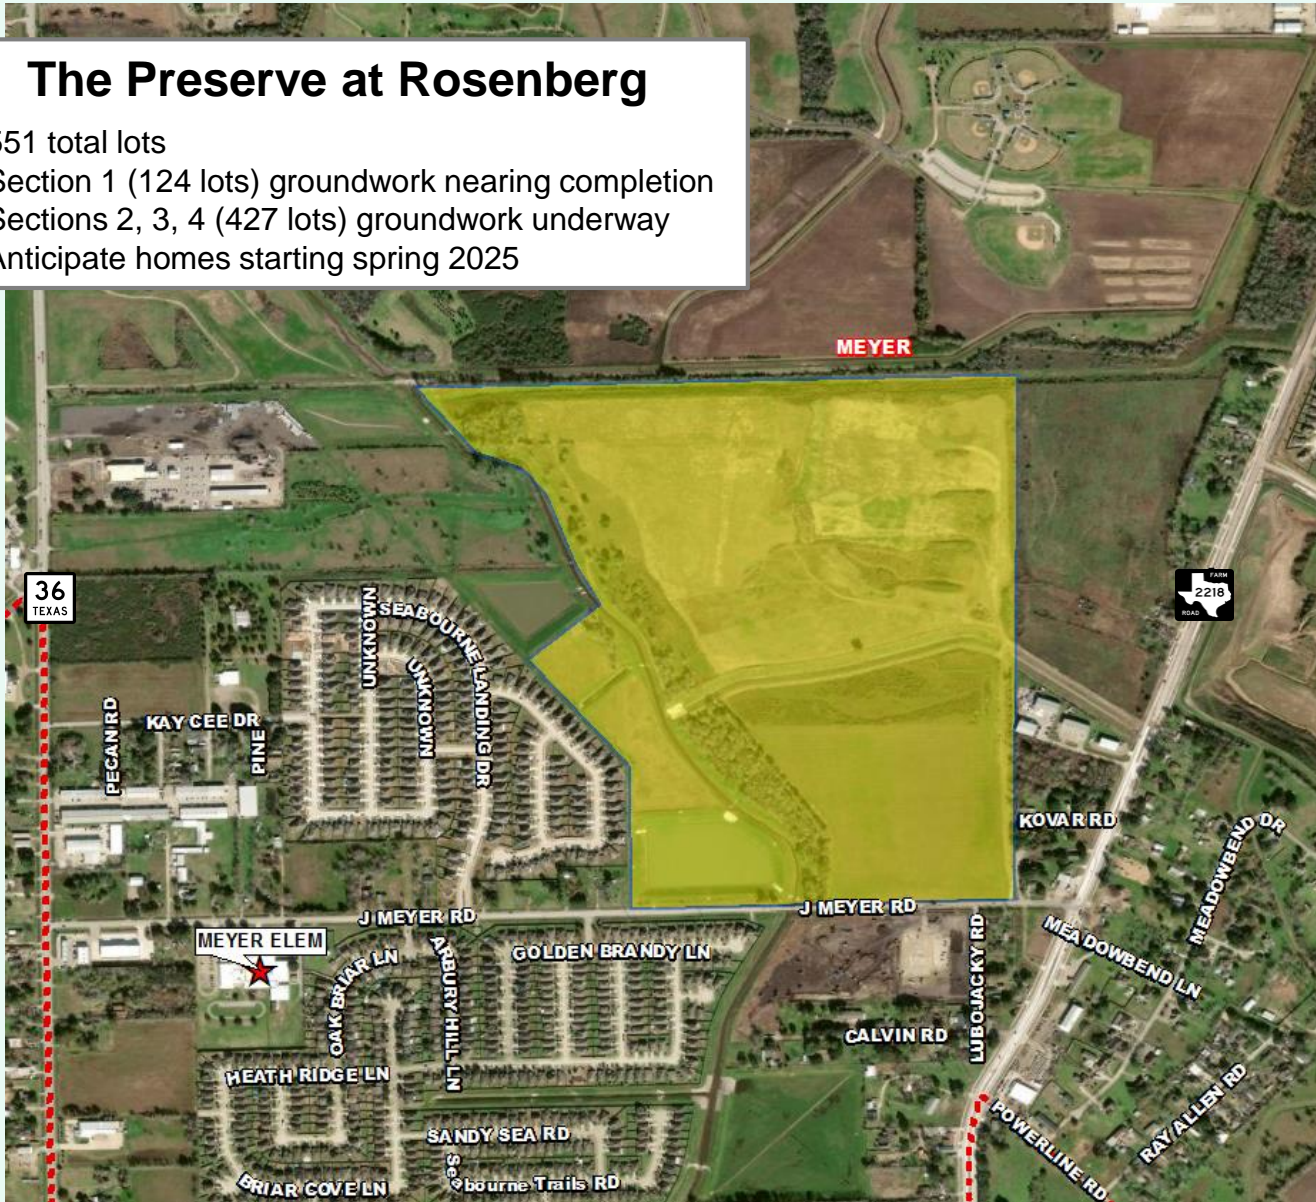 The Preserve at Rosenberg
551 total lots
Section 1 (124 lots) groundwork nearing completion
Sections 2, 3, 4 (427 lots) groundwork underway
Anticipate homes starting spring 2025
MEYER
36
TEXAS
FARM
2218
ROAD
UNKNOWN
SEABOURNE LANDING DR
UNKNOWN
PECAN RD
KAY CEE DR
PINE
KOVAR RD
MEADOWBEND DR
J MEYER RD
J MEYER RD
MEYER ELEM
OAK BRIAR LN
ARBURY HILL LN
GOLDEN BRANDY LN
LUBOJACKY RD
MEADOWBEND LN
CALVIN RD
HEATH RIDGE LN
SANDY SEA RD
POWERLINE RD
RAY ALLEN RD
BRIAR COVE LN
Seabourne Trails RD